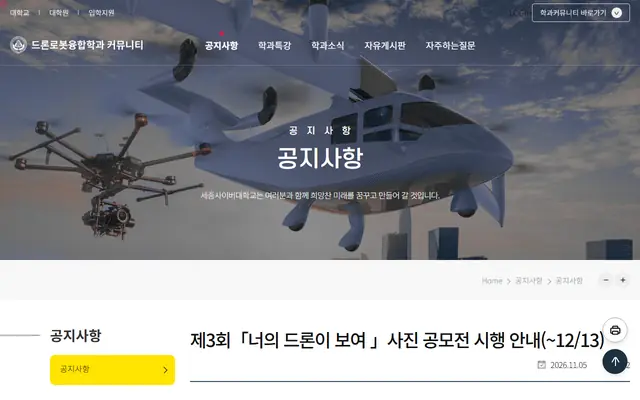 대학교
대학원
입학지원
학과커뮤니티 바로가기
드론로봇융합학과 커뮤니티
공지사항
학과특강
학과소식
자유게시판
자주하는질문
공 지 사 항
공지사항
세종사이버대학교는 여러분과 함께 희망찬 미래를 꿈꾸고 만들어 갈 것입니다.
Home > 공지사항 > 공지사항
공지사항
공지사항
제3회「너의 드론이 보여 」사진 공모전 시행 안내(~12/13)
2026.11.05